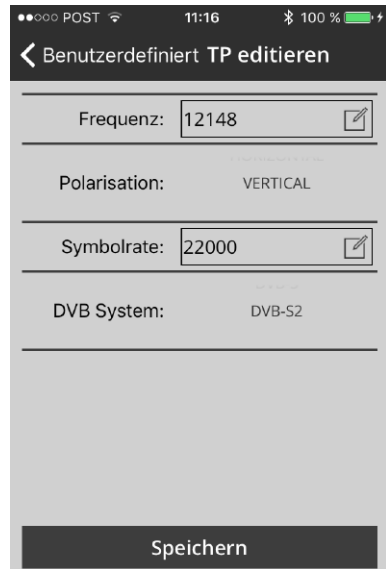 POST 11:16 100 %
Benutzerdefiniert TP editieren
Frequenz: 12148
Polarisation: VERTICAL
Symbolrate: 22000
DVB System: DVB-S2
Speichern